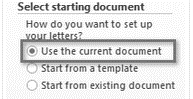 Select starting document
How do you want to set up
your letters?
Use the current document
Start from a template
Start from existing document